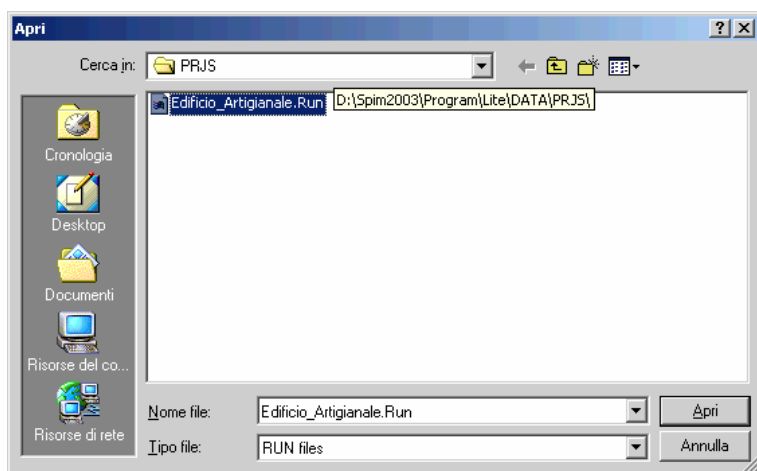 Apri
Cerca in: PRJS
Edificio_Artigianale.Run D:\Spim2003\Program\Lite\DATA\PRJS\
Cronologia
Desktop
Documenti
Risorse del co...
Risorse di rete
Nome file: Edificio_Artigianale.Run Apri
Tipo file: RUN files Annulla